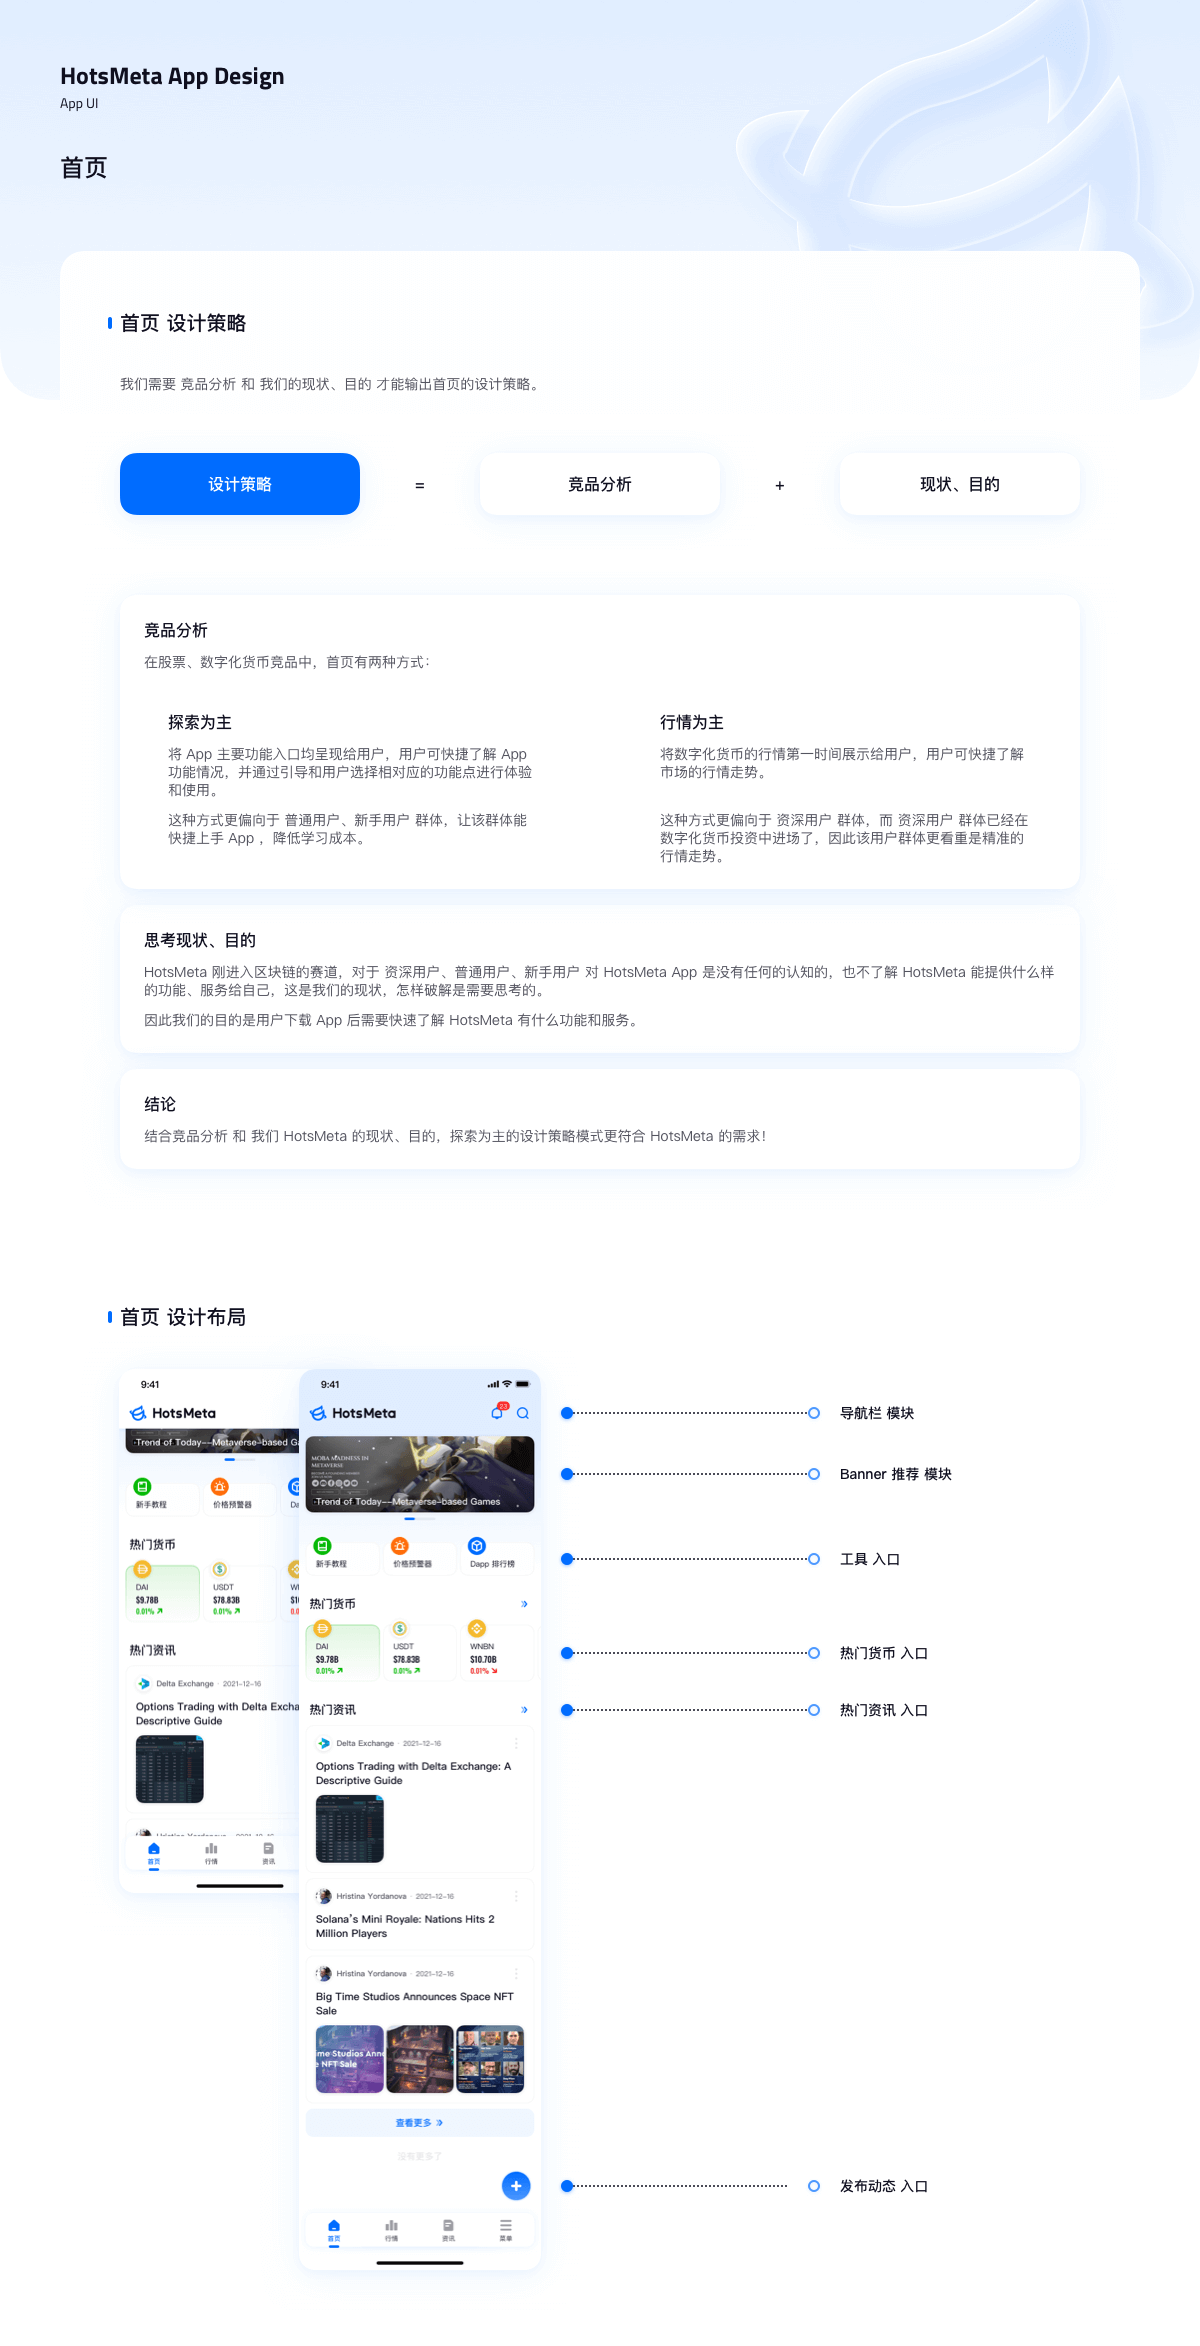 HotsMeta App Design
App UI
首页
首页 设计策略
我们需要 竞品分析 和 我们的现状、目的 才能输出首页的设计策略。
设计策略
=
竞品分析
+
现状、目的
竞品分析
在股票、数字化货币竞品中，首页有两种方式：
探索为主
将 App 主要功能入口均呈现给用户，用户可快捷了解 App
功能情况，并通过引导和用户选择相对应的功能点进行体验
和使用。
这种方式更偏向于 普通用户、新手用户 群体，让该群体能
快捷上手 App ，降低学习成本。
行情为主
将数字化货币的行情第一时间展示给用户，用户可快捷了解
市场的行情走势。
这种方式更偏向于 资深用户 群体，而 资深用户 群体已经在
数字化货币投资中进场了，因此该用户群体更看重是精准的
行情走势。
思考现状、目的
HotsMeta 刚进入区块链的赛道，对于 资深用户、普通用户、新手用户 对 HotsMeta App 是没有任何的认知的，也不了解 HotsMeta 能提供什么样
的功能、服务给自己，这是我们的现状，怎样破解是需要思考的。
因此我们的目的是用户下载 App 后需要快速了解 HotsMeta 有什么功能和服务。
结论
结合竞品分析 和 我们 HotsMeta 的现状、目的，探索为主的设计策略模式更符合 HotsMeta 的需求！
首页 设计布局
9:41
HotsMeta
Trend of Today--Metaverse-based Ga
新手教程
价格预警器
Da
热门货币
DAI
$9.78B
0.01%
USDT
$78.83B
0.01%
热门资讯
Delta Exchange · 2021-12-16
Options Trading with Delta Excha
Descriptive Guide
首页
行情
资讯
9:41
HotsMeta
23
MOBA MADNESS IN
METAVERSE
Trend of Today--Metaverse-based Games
新手教程
价格预警器
Dapp 排行榜
热门货币
DAI
$9.78B
0.01%
USDT
$78.83B
0.01%
WNBN
$10.70B
0.01%
热门资讯
Delta Exchange · 2021-12-16
Options Trading with Delta Exchange: A
Descriptive Guide
Hristina Yordanova · 2021-12-16
Solana's Mini Royale: Nations Hits 2
Million Players
Hristina Yordanova · 2021-12-16
Big Time Studios Announces Space NFT
Sale
me Studios Ann
e NFT Sale
查看更多
没有更多了
首页
行情
资讯
菜单
导航栏 模块
Banner 推荐 模块
工具 入口
热门货币 入口
热门资讯 入口
发布动态 入口